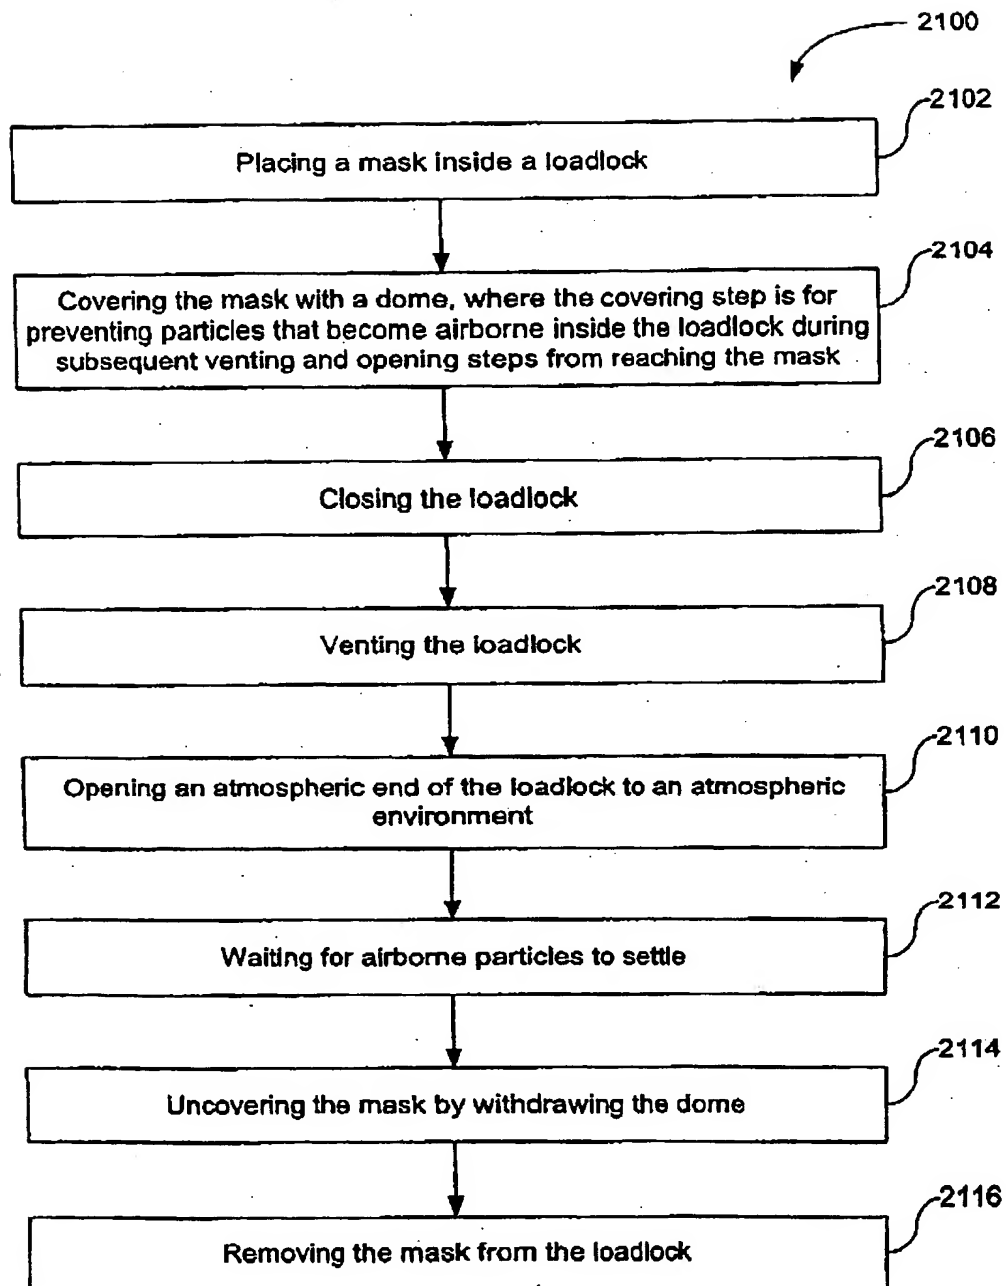 2100
2102
Placing a mask inside a loadlock
2104
Covering the mask with a dome, where the covering step is for
preventing particles that become airborne inside the loadlock during
subsequent venting and opening steps from reaching the mask
2106
Closing the loadlock
2108
Venting the loadlock
2110
Opening an atmospheric end of the loadlock to an atmospheric
environment
2112
Waiting for airborne particles to settle
2114
Uncovering the mask by withdrawing the dome
2116
Removing the mask from the loadlock